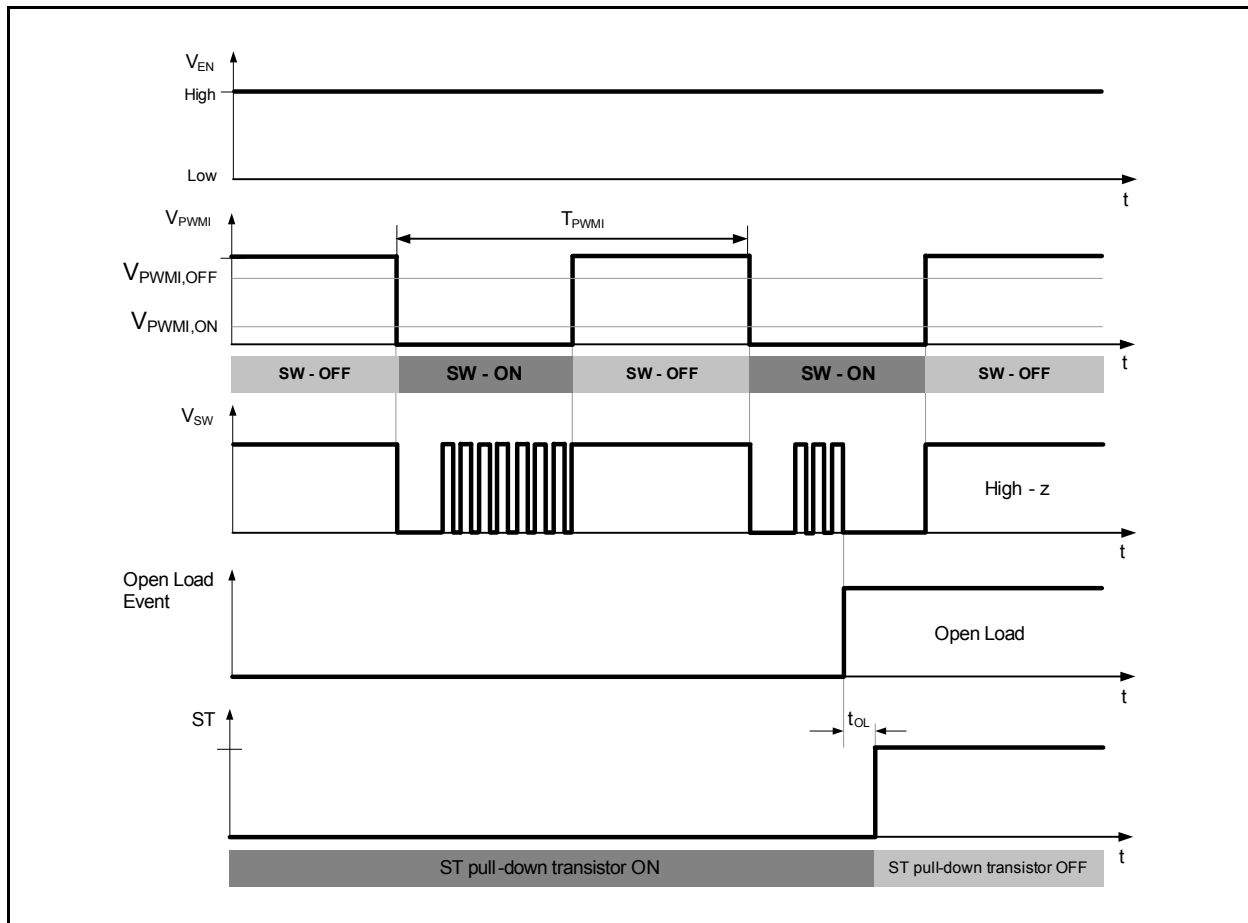 V_EN
High
Low
t
V_PWMI
T_PWMI
V_PWMI,OFF
V_PWMI,ON
t
SW - OFF
SW - ON
SW - OFF
SW - ON
SW - OFF
V_SW
High - z
t
Open Load
Event
Open Load
t
ST
t_OL
t
ST pull-down transistor ON
ST pull-down transistor OFF